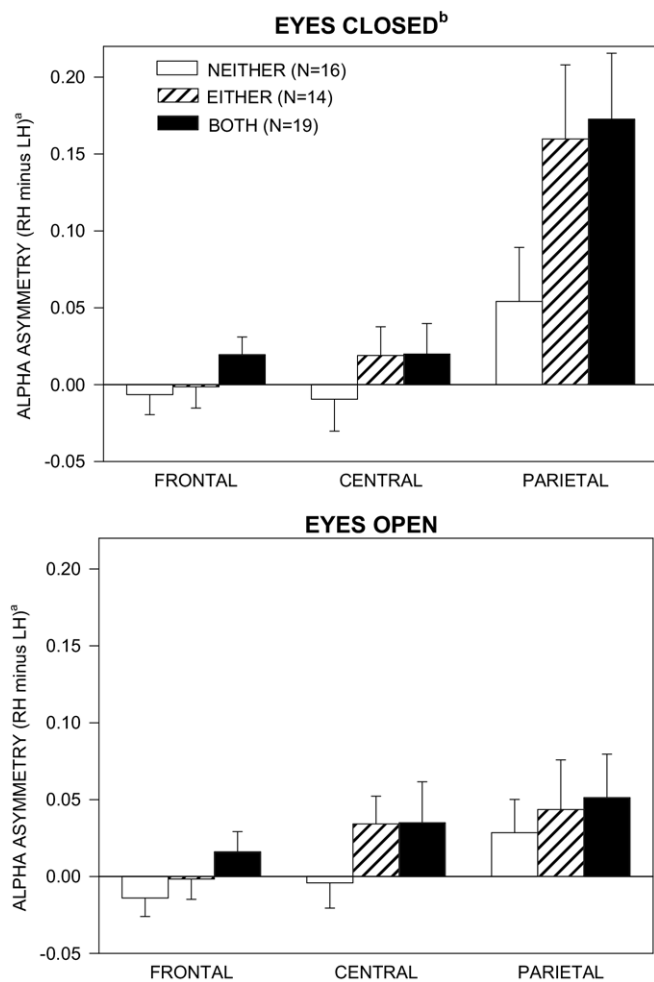 EYES CLOSEDᵇ
ALPHA ASYMMETRY (RH minus LH)ᵃ
0.20
0.15
0.10
0.05
0.00
-0.05
NEITHER (N=16)
EITHER (N=14)
BOTH (N=19)
FRONTAL CENTRAL PARIETAL
EYES OPEN
ALPHA ASYMMETRY (RH minus LH)ᵃ
0.20
0.15
0.10
0.05
0.00
-0.05
FRONTAL CENTRAL PARIETAL